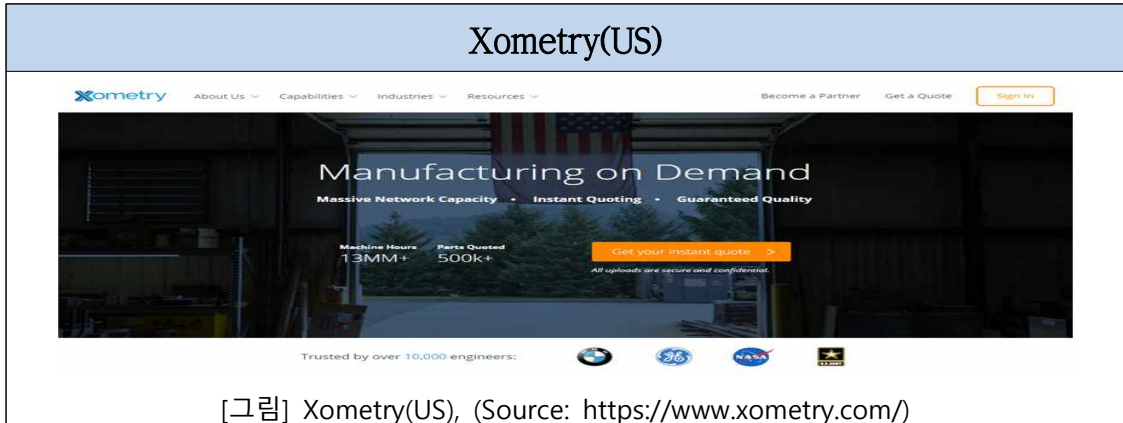 Xometry(US)
Xometry About Us Capabilities Industries Resources Become a Partner Get a Quote Sign In
Manufacturing on Demand
Massive Network Capacity • Instant Quoting • Guaranteed Quality
Machine Hours Parts Quoted
13MM+ 500k+
Get your instant quote >
All uploads are secure and confidential.
Trusted by over 10,000 engineers:
GE NASA
[그림] Xometry(US), (Source: https://www.xometry.com/)